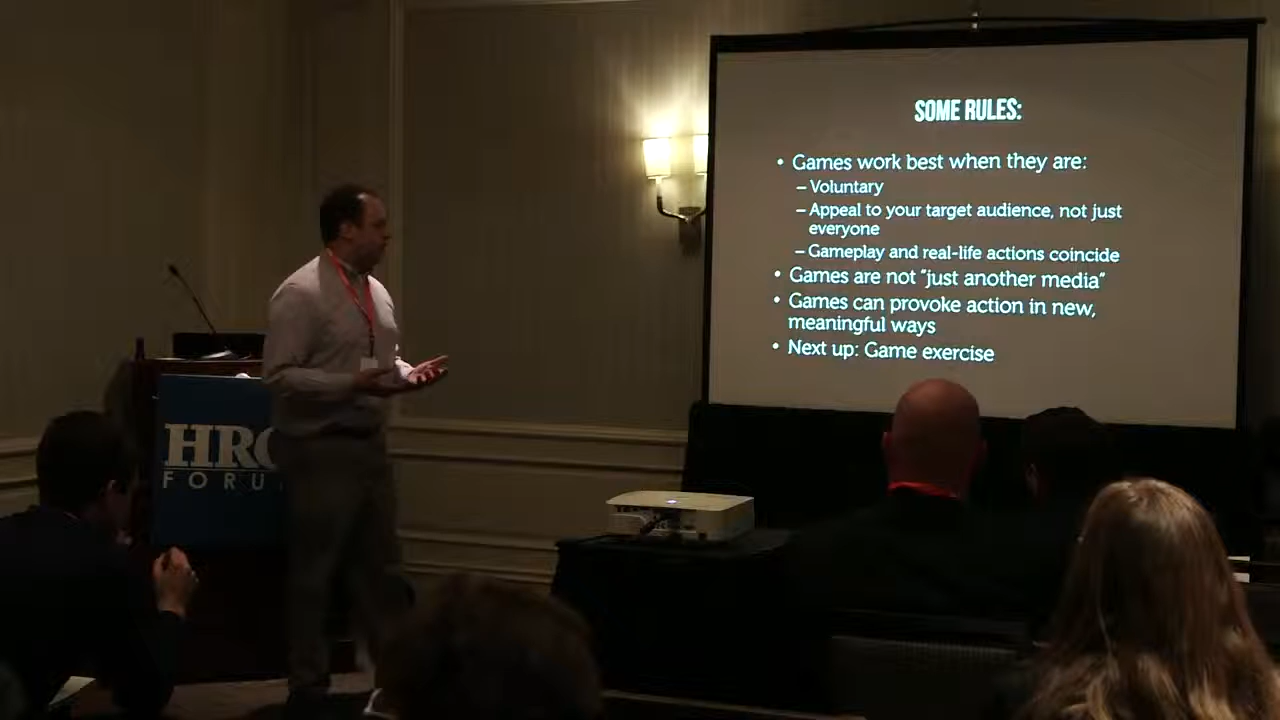 SOME RULES:
• Games work best when they are:
– Voluntary
– Appeal to your target audience, not just
everyone
– Gameplay and real-life actions coincide
• Games are not "just another media"
• Games can provoke action in new,
meaningful ways
• Next up: Game exercise
HRO
FORU